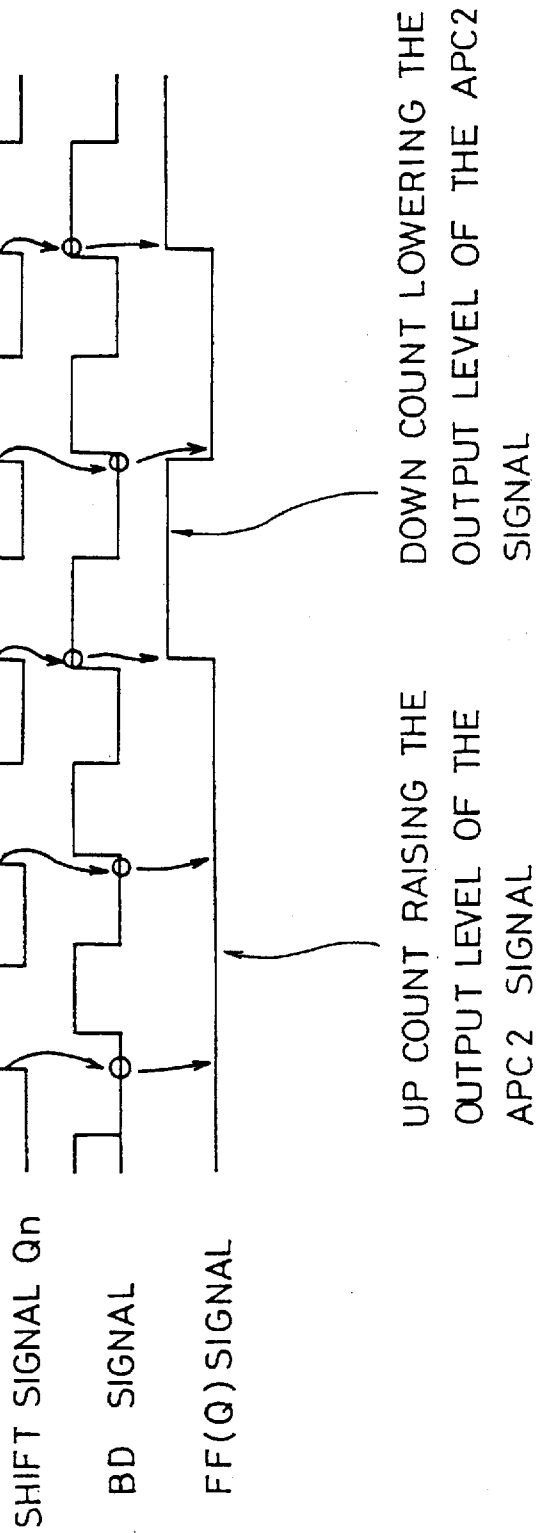 SHIFT SIGNAL Qn
BD SIGNAL
FF(Q) SIGNAL
UP COUNT RAISING THE
OUTPUT LEVEL OF THE
APC2 SIGNAL
DOWN COUNT LOWERING THE
OUTPUT LEVEL OF THE APC2
SIGNAL